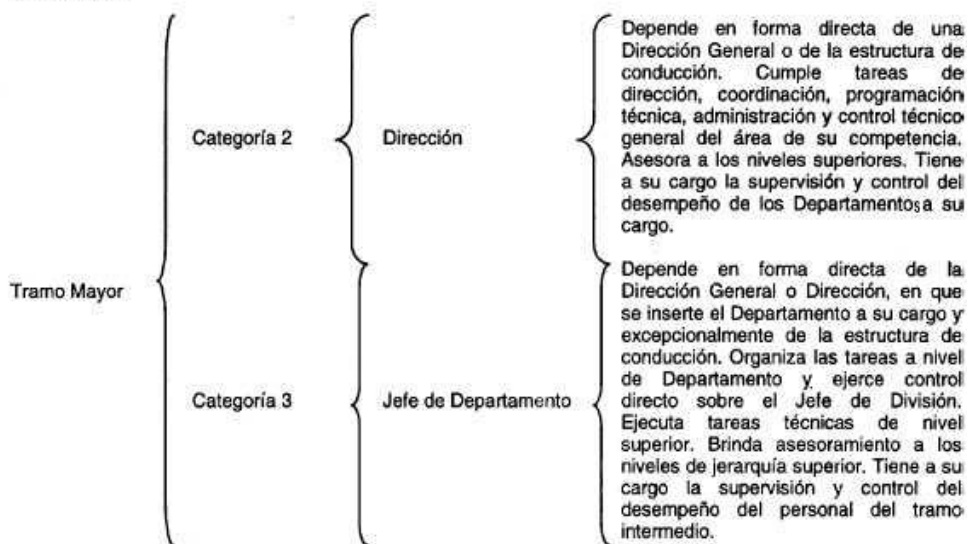 Depende en forma directa de una
Dirección General o de la estructura de
conducción. Cumple tareas de
dirección, coordinación, programación
técnica, administración y control técnico
general del área de su competencia.
Asesora a los niveles superiores. Tiene
a su cargo la supervisión y control del
desempeño de los Departamentos a su
cargo.
Categoría 2
Dirección
Tramo Mayor
Depende en forma directa de la
Dirección General o Dirección, en que
se inserte el Departamento a su cargo y
excepcionalmente de la estructura de
conducción. Organiza las tareas a nivel
de Departamento y ejerce control
directo sobre el Jefe de División.
Ejecuta tareas técnicas de nivel
superior. Brinda asesoramiento a los
niveles de jerarquía superior. Tiene a su
cargo la supervisión y control del
desempeño del personal del tramo
intermedio.
Categoría 3
Jefe de Departamento